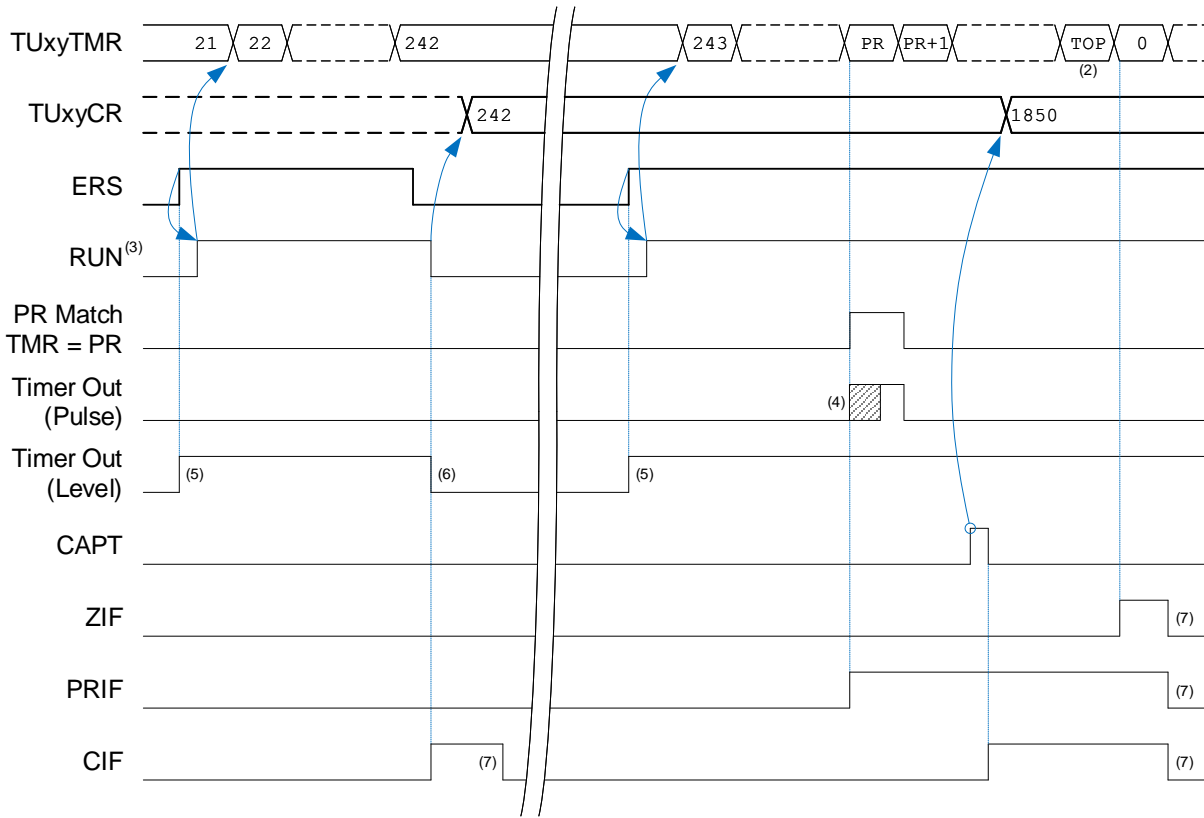 TUxyTMR 21 22 242 243 PR PR+1 TOP 0
(2)
TUxyCR 242 1850
ERS
RUN(3)
PR Match
TMR = PR
Timer Out
(Pulse) (4)
Timer Out
(Level) (5) (6) (5)
CAPT
ZIF (7)
PRIF (7)
CIF (7) (7)